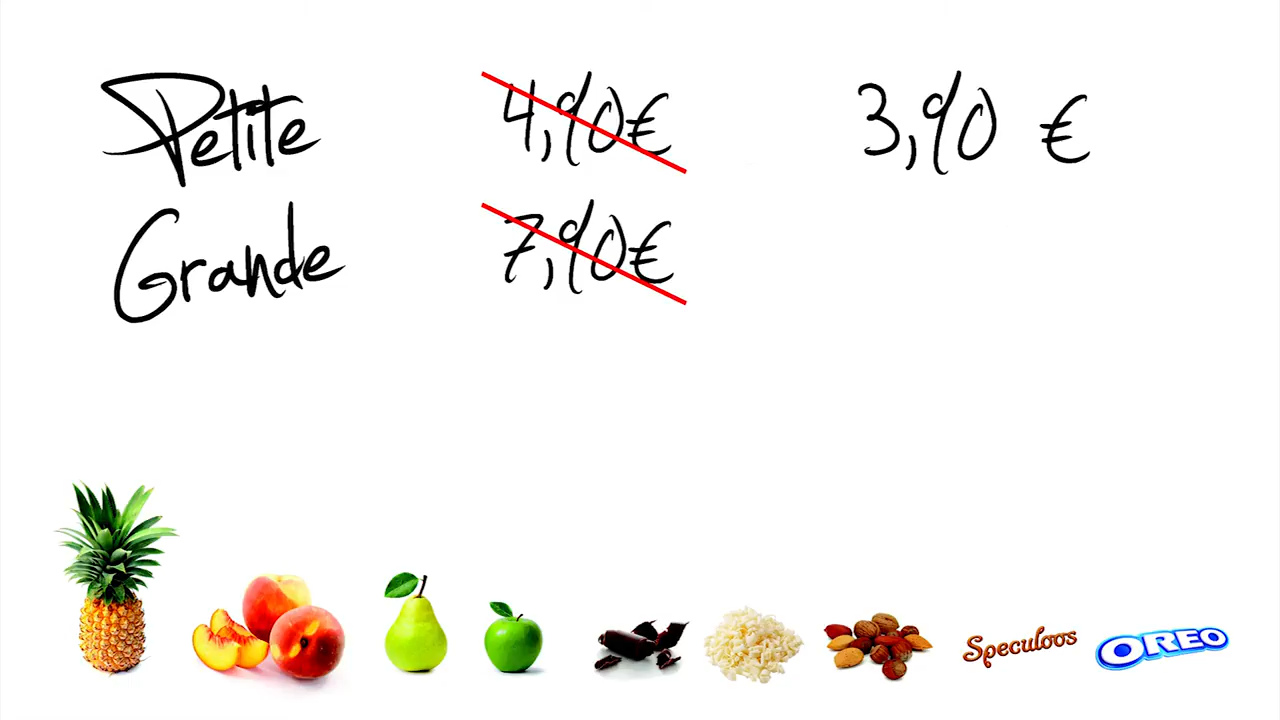 Petite 4,90€ 3,90 €
Grande 7,90€
Speculoos OREO